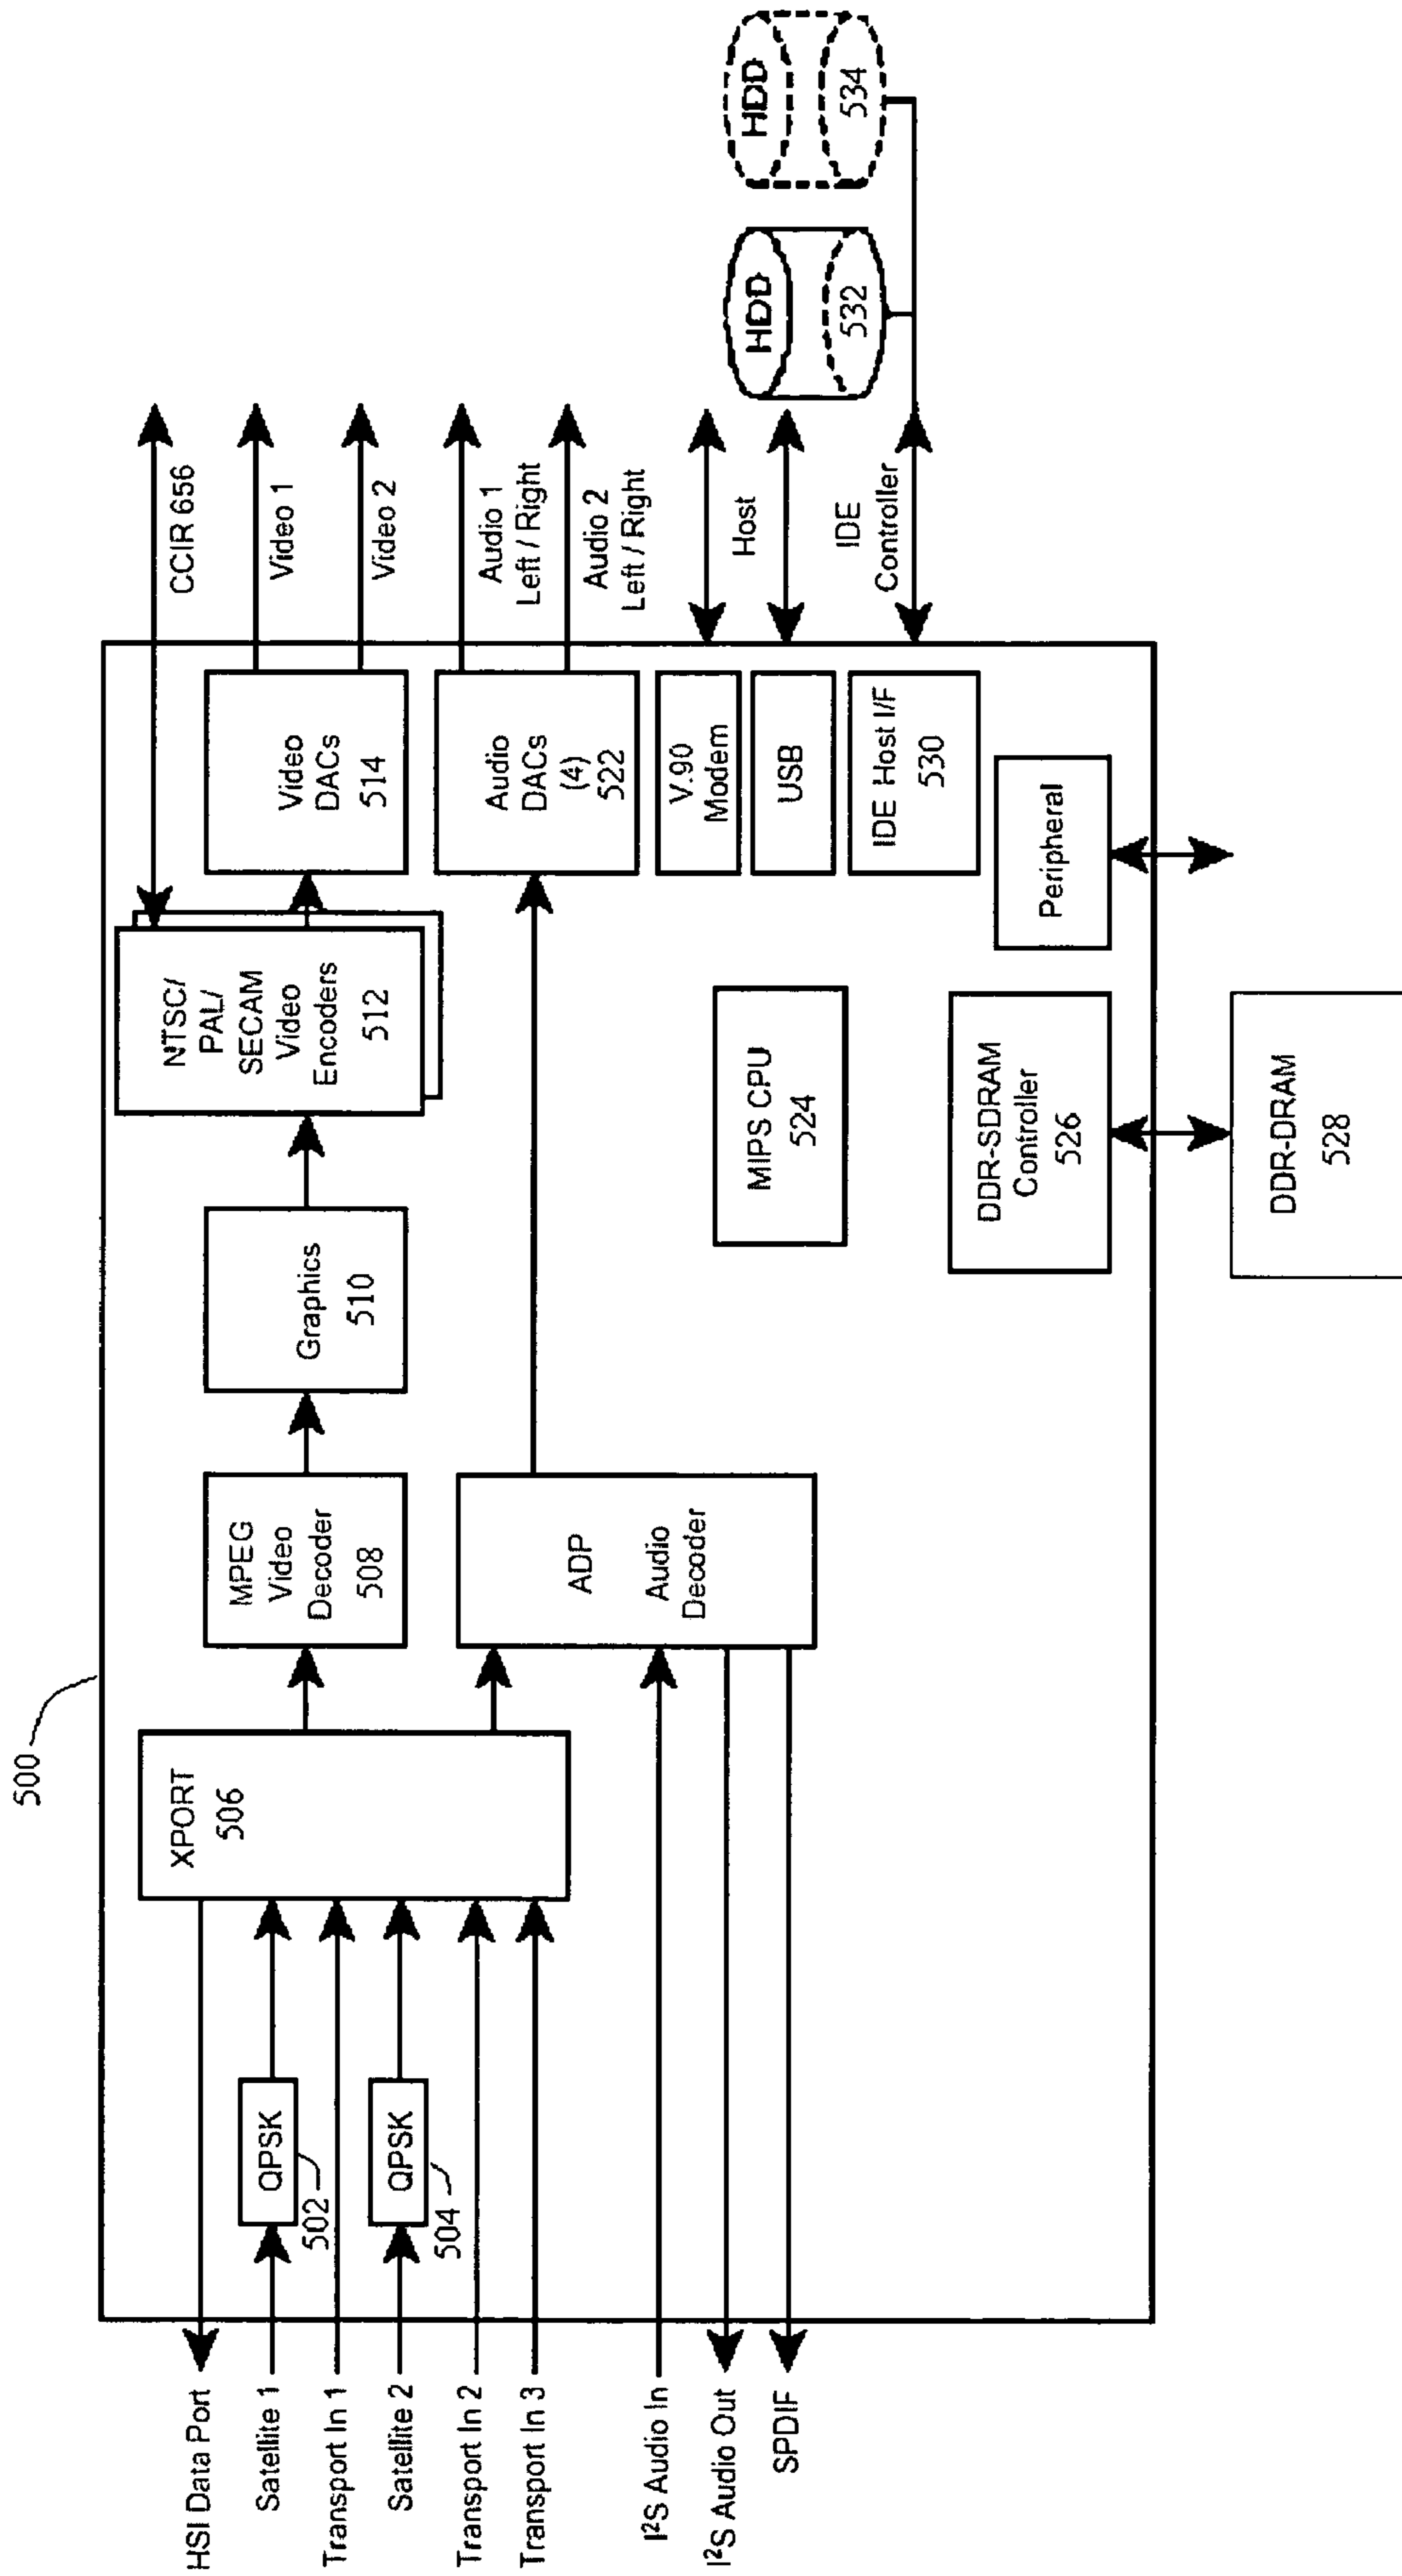 500
HSI Data Port
Satellite 1
Transport In 1
Satellite 2
Transport In 2
Transport In 3
I²S Audio In
I²S Audio Out
SPDIF
QPSK
502
QPSK
504
XPORT
506
MPEG
Video
Decoder
508
ADP
Audio
Decoder
Graphics
510
NTSC/
PAL/
SECAM
Video
Encoders
512
Video
DACs
514
Audio
DACs
(4)
522
V.90
Modem
USB
IDE Host I/F
530
MIPS CPU
524
DDR-SDRAM
Controller
526
Peripheral
DDR-DRAM
528
CCIR 656
Video 1
Video 2
Audio 1
Left / Right
Audio 2
Left / Right
Host
IDE
Controller
HDD
532
HDD
534